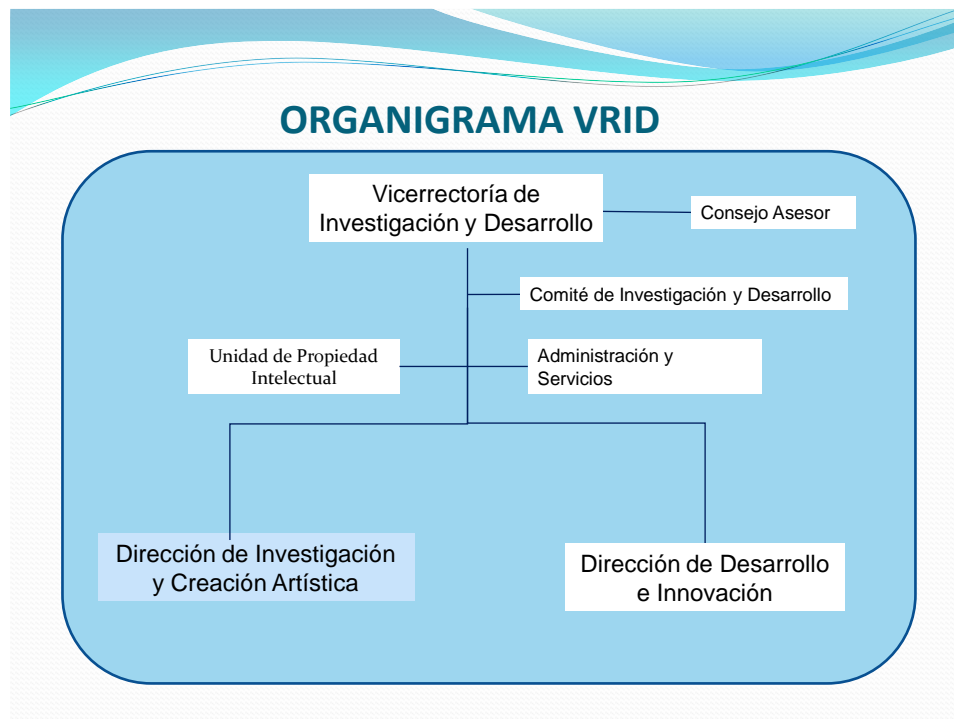 ORGANIGRAMA VRID
Vicerrectoría de
Investigación y Desarrollo
Consejo Asesor
Comité de Investigación y Desarrollo
Unidad de Propiedad
Intelectual
Administración y
Servicios
Dirección de Investigación
y Creación Artística
Dirección de Desarrollo
e Innovación